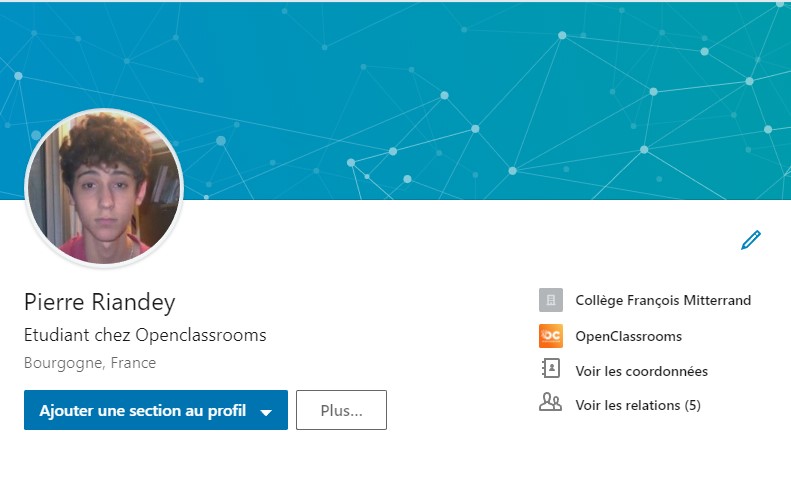 Pierre Riandey
Etudiant chez Openclassrooms
Bourgogne, France
Ajouter une section au profil
Plus...
Collège François Mitterrand
OC
OpenClassrooms
Voir les coordonnées
Voir les relations (5)